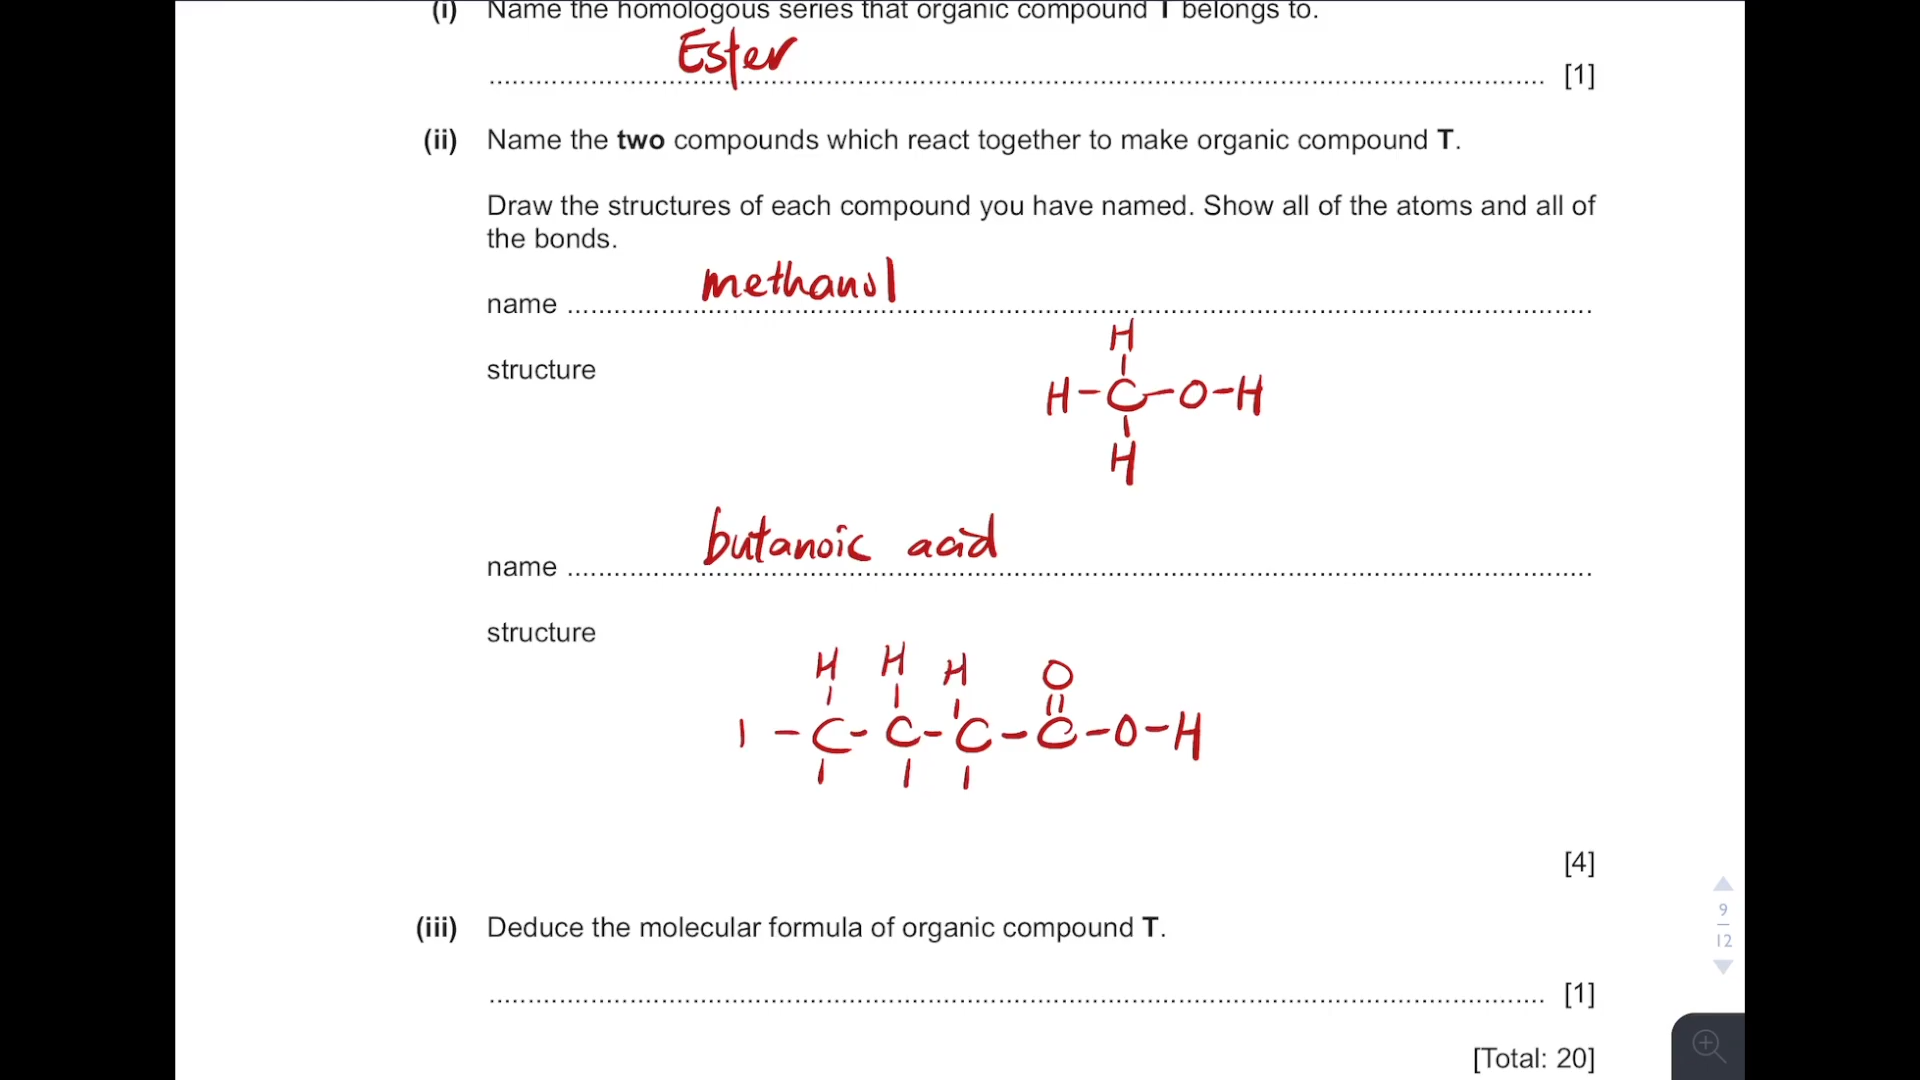 (i) Name the homologous series that organic compound T belongs to.
Ester
[1]
(ii) Name the two compounds which react together to make organic compound T.
Draw the structures of each compound you have named. Show all of the atoms and all of
the bonds.
name methanol
structure
H
H-C-O-H
H
name butanoic acid
structure
H H H O
-C-C-C-C-O-H
[4]
(iii) Deduce the molecular formula of organic compound T.
[1]
[Total: 20]
9
12